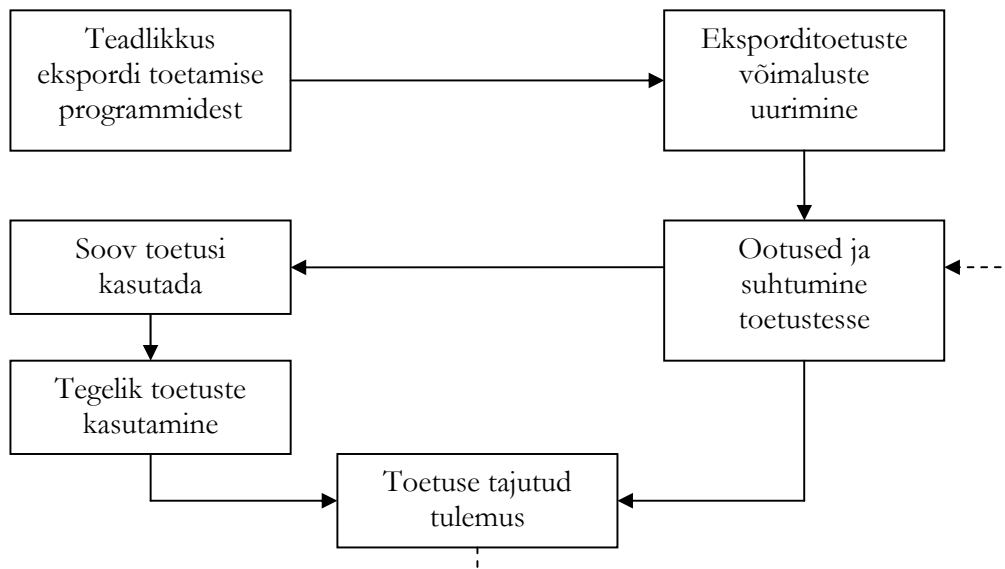 Teadlikkus
ekspordi toetamise
programmidest
Eksporditoetuste
võimaluste
uurimine
Soov toetusi
kasutada
Ootused ja
suhtumine
toetustesse
Tegelik toetuste
kasutamine
Toetuse tajutud
tulemus